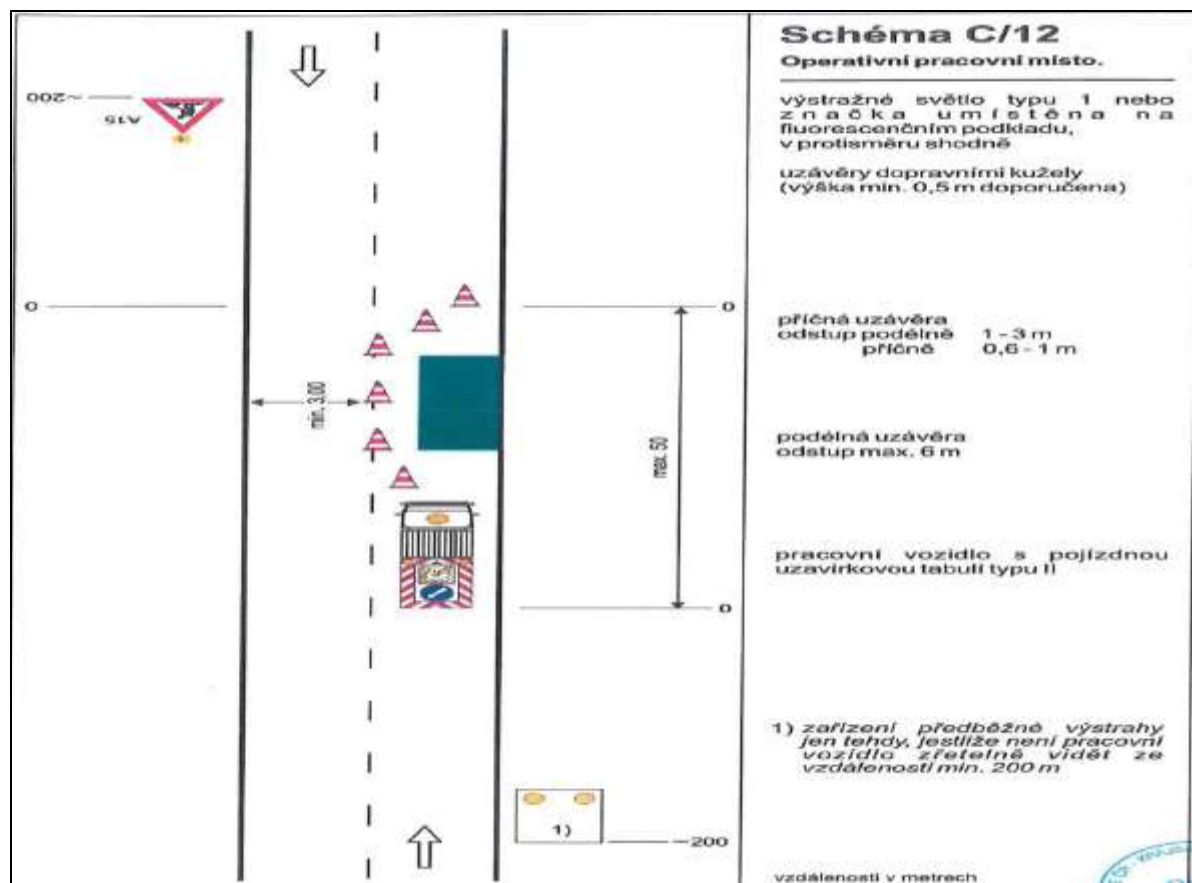 Schéma C/12
Operativní pracovní místo.
výstražné světlo typu 1 nebo
značka umístěna na
fluorescenčním podkladu,
v protisměru shodně
uzávěry dopravními kužely
(výška min. 0,5 m doporučena)
příčná uzávěra
odstup podélně 1 - 3 m
příčně 0,6 - 1 m
podélná uzávěra
odstup max. 6 m
pracovní vozidlo s pojízdnou
uzavírkovou tabulí typu II
1) zařízení předběžné výstrahy
jen tehdy, jestliže není pracovní
vozidlo zřetelně vidět ze
vzdálenosti min. 200 m
vzdálenosti v metrech
~200
A15
0
0
min. 3,00
max. 50
0
1)
~200